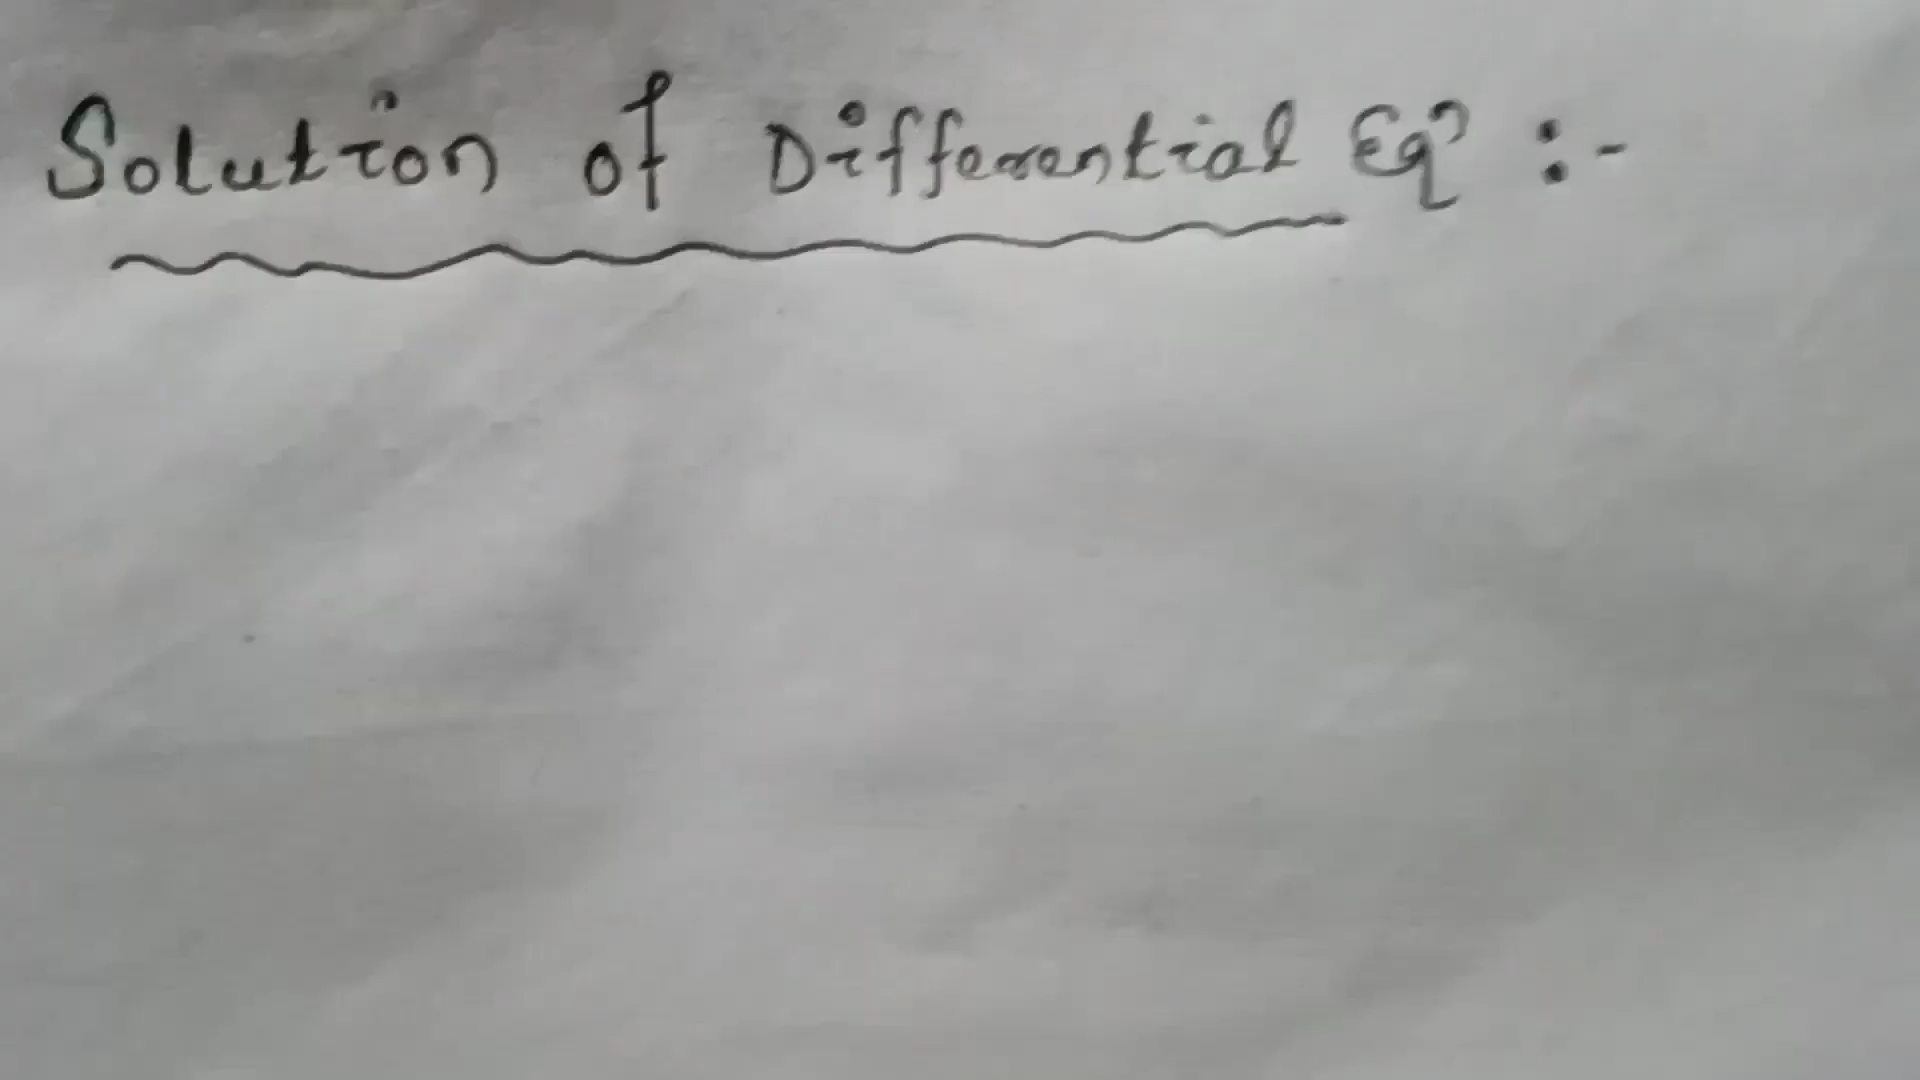 Solution of Differential Eqⁿ :-